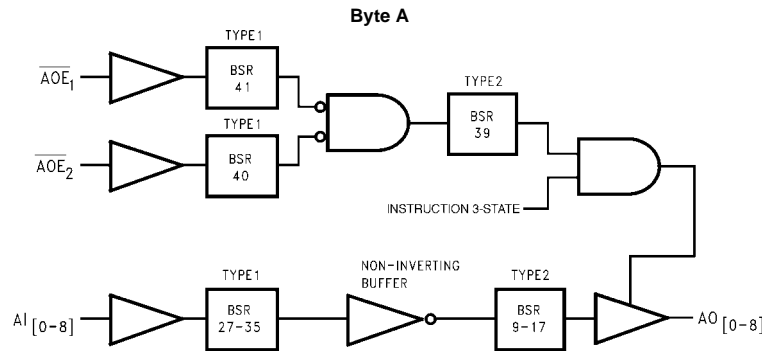 Byte A
TYPE1
AOE1
BSR
41
TYPE2
TYPE1
BSR
39
AOE2
BSR
40
INSTRUCTION 3-STATE
NON-INVERTING
BUFFER
TYPE1
TYPE2
AI[0-8]
BSR
27-35
BSR
9-17
AO[0-8]